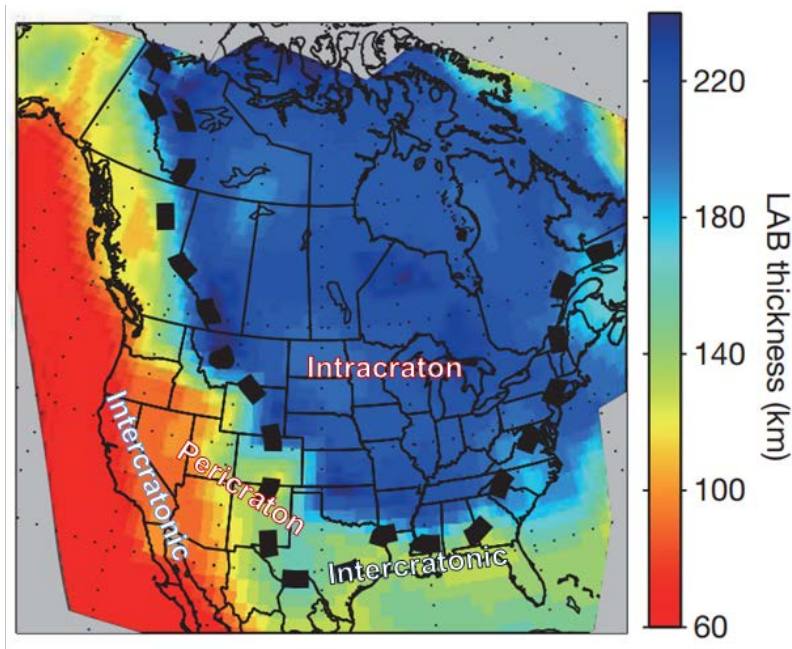 Intracraton
Intercratonic
Pericraton
Intercratonic
220
180
140
100
60
LAB thickness (km)